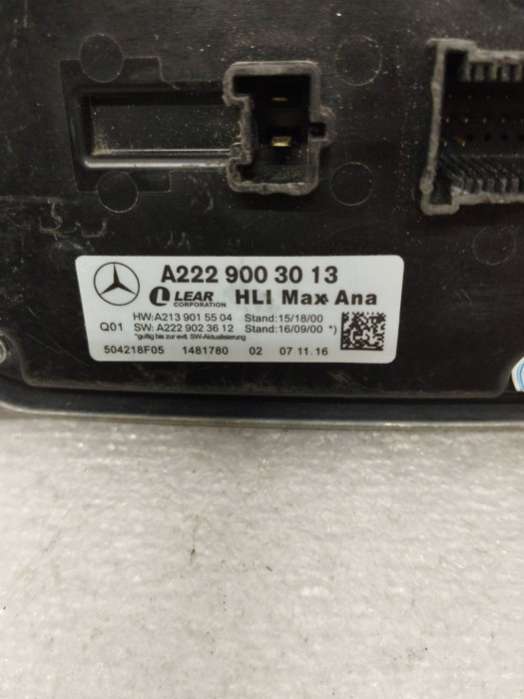 A222 900 30 13
LEAR CORPORATION HLI Max Ana
HW:A213 901 55 04 Stand:15/18/00
Q01 SW: A222 902 36 12 Stand:16/09/00 *)
*gültig bis zur evtl. SW-Aktualisierung
504218F05 1481780 02 07 11. 16